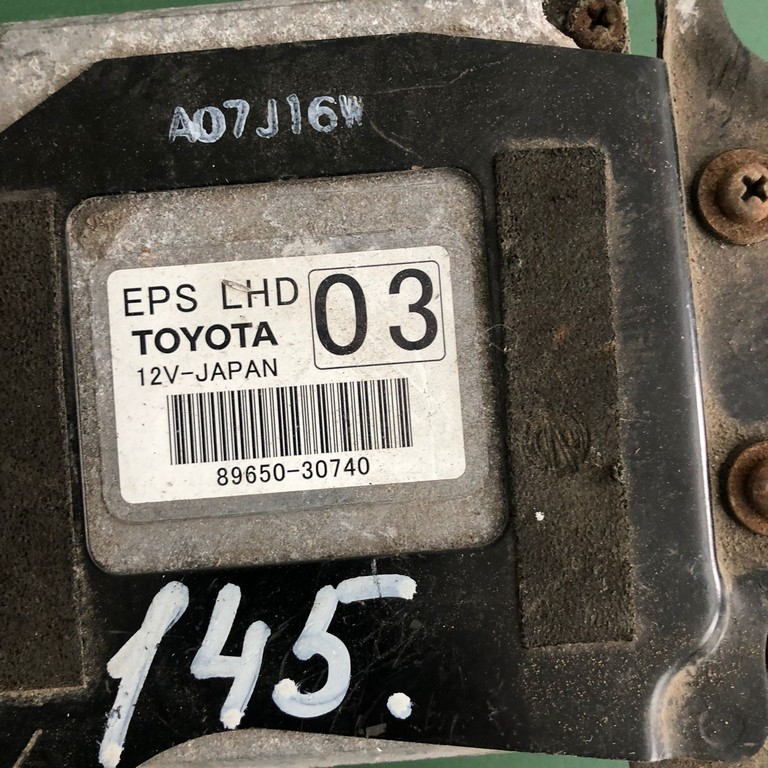 A07J16W
EPS LHD 03
TOYOTA
12V-JAPAN
89650-30740
145.